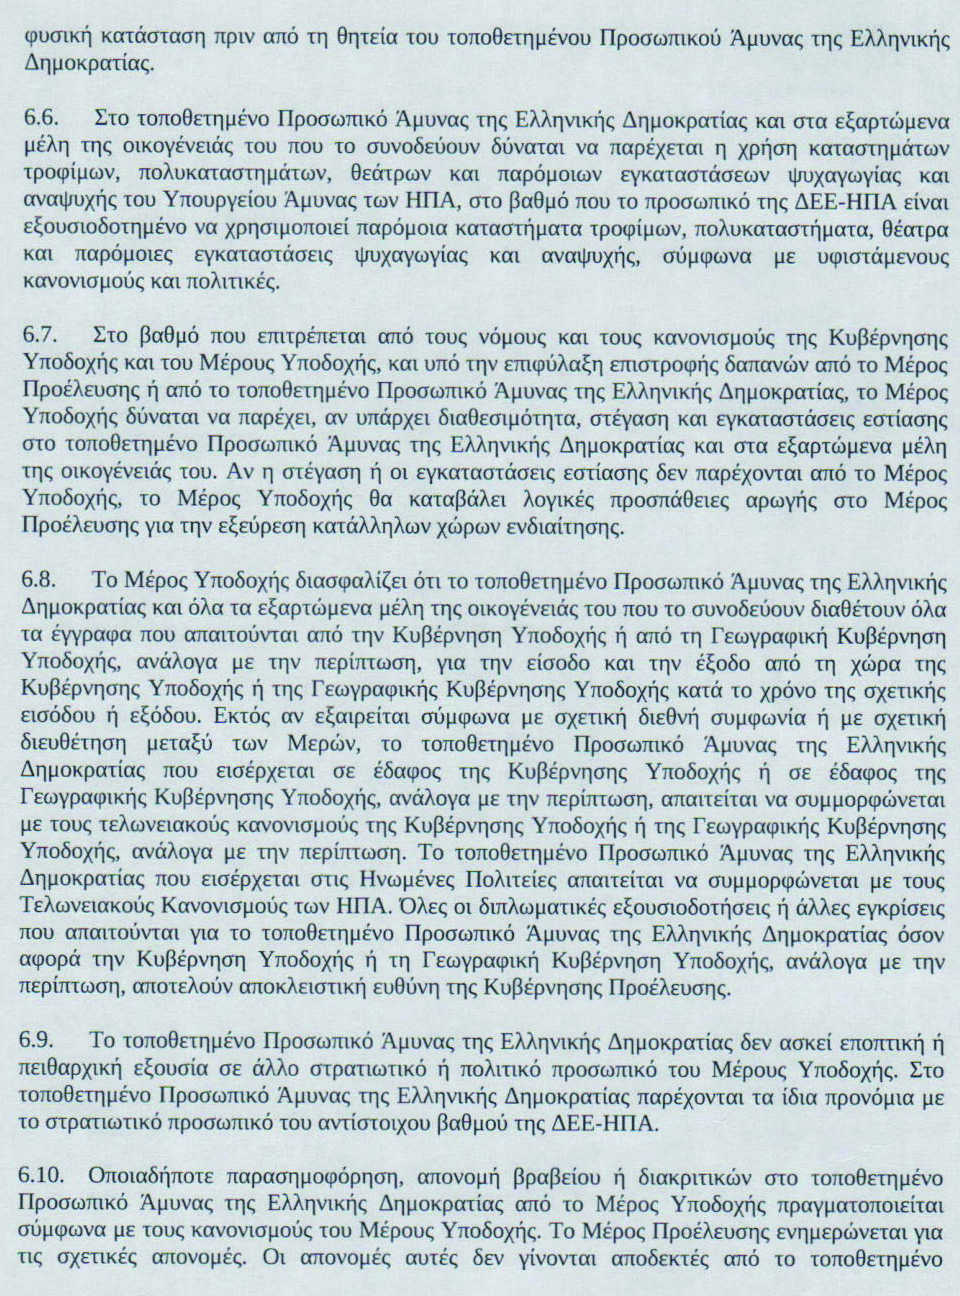 φυσική κατάσταση πριν από τη θητεία του τοποθετημένου Προσωπικού Άμυνας της Ελληνικής
Δημοκρατίας.
6.6. Στο τοποθετημένο Προσωπικό Άμυνας της Ελληνικής Δημοκρατίας και στα εξαρτώμενα
μέλη της οικογένειάς του που το συνοδεύουν δύναται να παρέχεται η χρήση καταστημάτων
τροφίμων, πολυκαταστημάτων, θεάτρων και παρόμοιων εγκαταστάσεων ψυχαγωγίας και
αναψυχής του Υπουργείου Άμυνας των ΗΠΑ, στο βαθμό που το προσωπικό της ΔΕΕ-ΗΠΑ είναι
εξουσιοδοτημένο να χρησιμοποιεί παρόμοια καταστήματα τροφίμων, πολυκαταστήματα, θέατρα
και παρόμοιες εγκαταστάσεις ψυχαγωγίας και αναψυχής, σύμφωνα με υφιστάμενους
κανονισμούς και πολιτικές.
6.7. Στο βαθμό που επιτρέπεται από τους νόμους και τους κανονισμούς της Κυβέρνησης
Υποδοχής και του Μέρους Υποδοχής, και υπό την επιφύλαξη επιστροφής δαπανών από το Μέρος
Προέλευσης ή από το τοποθετημένο Προσωπικό Άμυνας της Ελληνικής Δημοκρατίας, το Μέρος
Υποδοχής δύναται να παρέχει, αν υπάρχει διαθεσιμότητα, στέγαση και εγκαταστάσεις εστίασης
στο τοποθετημένο Προσωπικό Άμυνας της Ελληνικής Δημοκρατίας και στα εξαρτώμενα μέλη
της οικογένειάς του. Αν η στέγαση ή οι εγκαταστάσεις εστίασης δεν παρέχονται από το Μέρος
Υποδοχής, το Μέρος Υποδοχής θα καταβάλει λογικές προσπάθειες αρωγής στο Μέρος
Προέλευσης για την εξεύρεση κατάλληλων χώρων ενδιαίτησης.
6.8. Το Μέρος Υποδοχής διασφαλίζει ότι το τοποθετημένο Προσωπικό Άμυνας της Ελληνικής
Δημοκρατίας και όλα τα εξαρτώμενα μέλη της οικογένειάς του που το συνοδεύουν διαθέτουν όλα
τα έγγραφα που απαιτούνται από την Κυβέρνηση Υποδοχής ή από τη Γεωγραφική Κυβέρνηση
Υποδοχής, ανάλογα με την περίπτωση, για την είσοδο και την έξοδο από τη χώρα της
Κυβέρνησης Υποδοχής ή της Γεωγραφικής Κυβέρνησης Υποδοχής κατά το χρόνο της σχετικής
εισόδου ή εξόδου. Εκτός αν εξαιρείται σύμφωνα με σχετική διεθνή συμφωνία ή με σχετική
διευθέτηση μεταξύ των Μερών, το τοποθετημένο Προσωπικό Άμυνας της Ελληνικής
Δημοκρατίας που εισέρχεται σε έδαφος της Κυβέρνησης Υποδοχής ή σε έδαφος της
Γεωγραφικής Κυβέρνησης Υποδοχής, ανάλογα με την περίπτωση, απαιτείται να συμμορφώνεται
με τους τελωνειακούς κανονισμούς της Κυβέρνησης Υποδοχής ή της Γεωγραφικής Κυβέρνησης
Υποδοχής, ανάλογα με την περίπτωση. Το τοποθετημένο Προσωπικό Άμυνας της Ελληνικής
Δημοκρατίας που εισέρχεται στις Ηνωμένες Πολιτείες απαιτείται να συμμορφώνεται με τους
Τελωνειακούς Κανονισμούς των ΗΠΑ. Όλες οι διπλωματικές εξουσιοδοτήσεις ή άλλες εγκρίσεις
που απαιτούνται για το τοποθετημένο Προσωπικό Άμυνας της Ελληνικής Δημοκρατίας όσον
αφορά την Κυβέρνηση Υποδοχής ή τη Γεωγραφική Κυβέρνηση Υποδοχής, ανάλογα με την
περίπτωση, αποτελούν αποκλειστική ευθύνη της Κυβέρνησης Προέλευσης.
6.9. Το τοποθετημένο Προσωπικό Άμυνας της Ελληνικής Δημοκρατίας δεν ασκεί εποπτική ή
πειθαρχική εξουσία σε άλλο στρατιωτικό ή πολιτικό προσωπικό του Μέρους Υποδοχής. Στο
τοποθετημένο Προσωπικό Άμυνας της Ελληνικής Δημοκρατίας παρέχονται τα ίδια προνόμια με
το στρατιωτικό προσωπικό του αντίστοιχου βαθμού της ΔΕΕ-ΗΠΑ.
6.10. Οποιαδήποτε παρασημοφόρηση, απονομή βραβείου ή διακριτικών στο τοποθετημένο
Προσωπικό Άμυνας της Ελληνικής Δημοκρατίας από το Μέρος Υποδοχής πραγματοποιείται
σύμφωνα με τους κανονισμούς του Μέρους Υποδοχής. Το Μέρος Προέλευσης ενημερώνεται για
τις σχετικές απονομές. Οι απονομές αυτές δεν γίνονται αποδεκτές από το τοποθετημένο